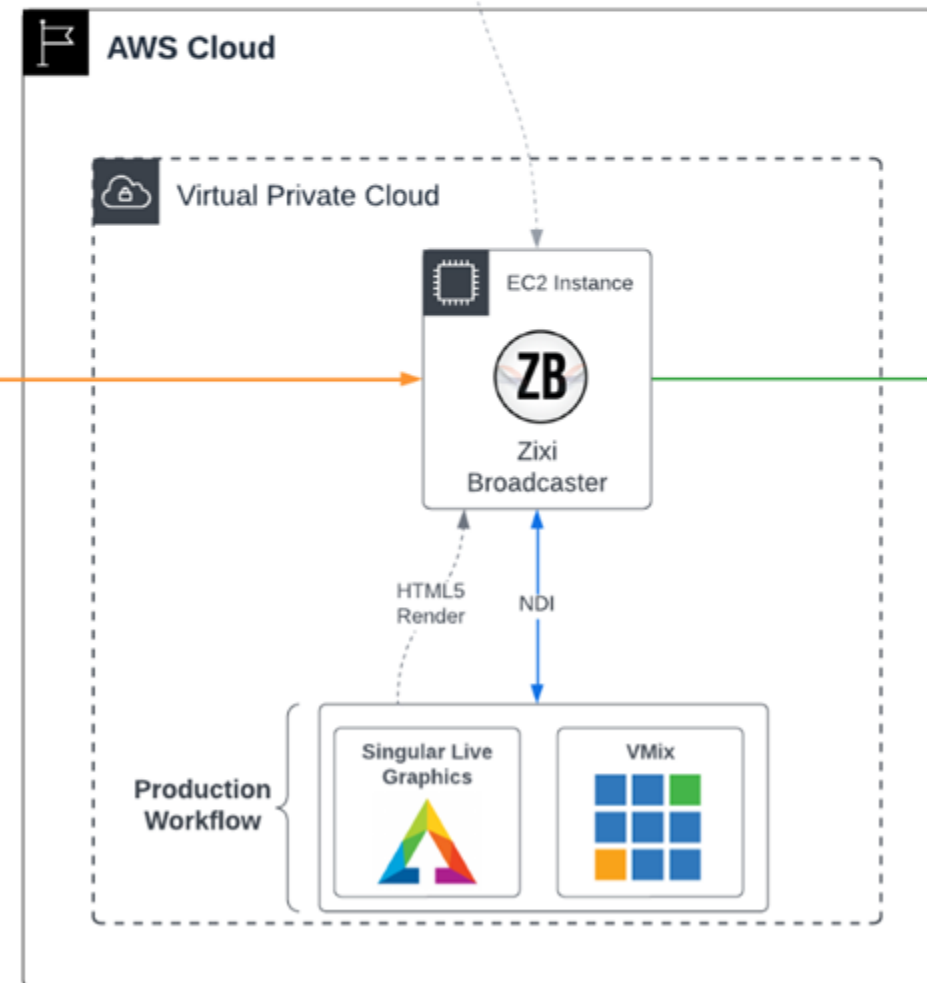 AWS Cloud
Virtual Private Cloud
EC2 Instance
ZB
Zixi
Broadcaster
HTML5
Render
NDI
Production
Workflow
Singular Live
Graphics
VMix